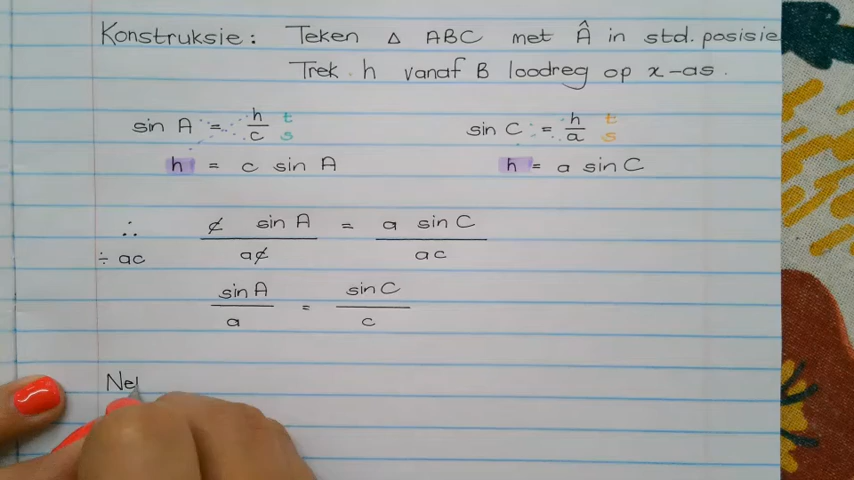 Konstruksie: Teken △ ABC met Â in std. posisie
Trek h vanaf B loodreg op x-as.
sin A = h/c t/s sin C = h/a t/s
h = c sin A h = a sin C
∴ c sin A / ac = a sin C / ac
÷ ac
sin A / a = sin C / c
Ne